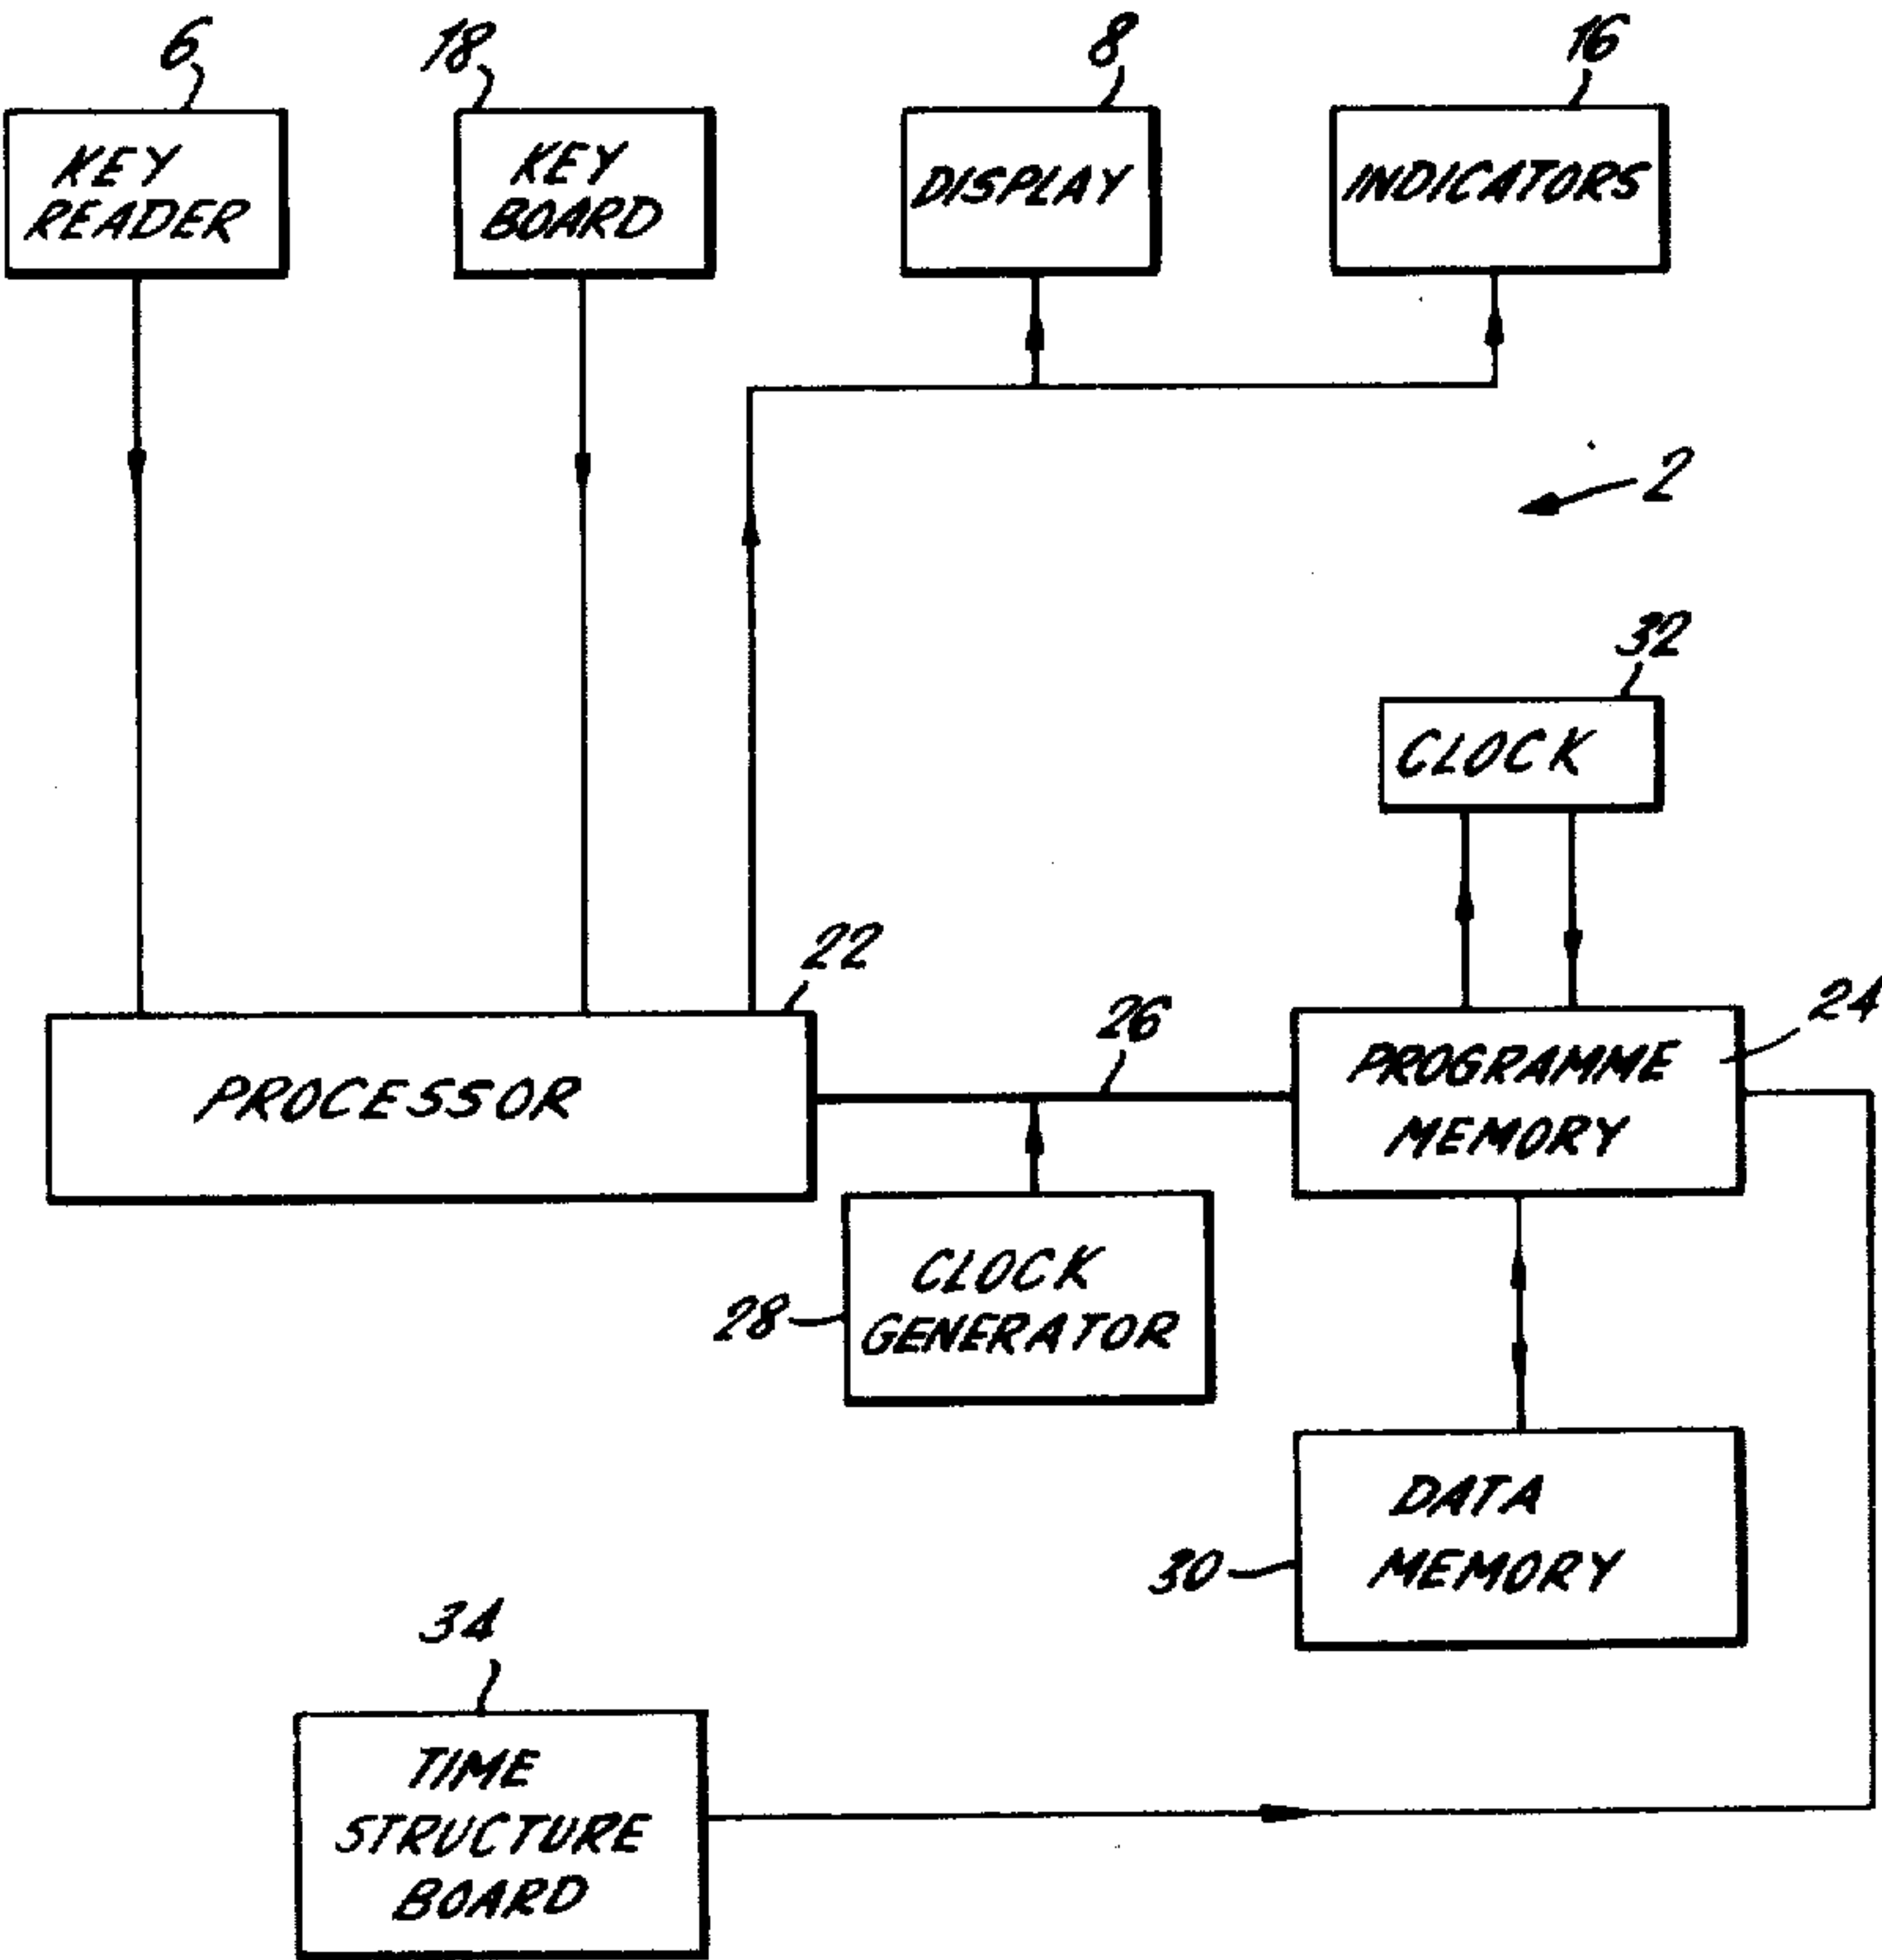 6
18
8
16
KEY
READER
KEY
BOARD
DISPLAY
INDICATORS
2
32
CLOCK
22
26
24
PROCESSOR
PROGRAMME
MEMORY
28
CLOCK
GENERATOR
30
DATA
MEMORY
34
TIME
STRUCTURE
BOARD